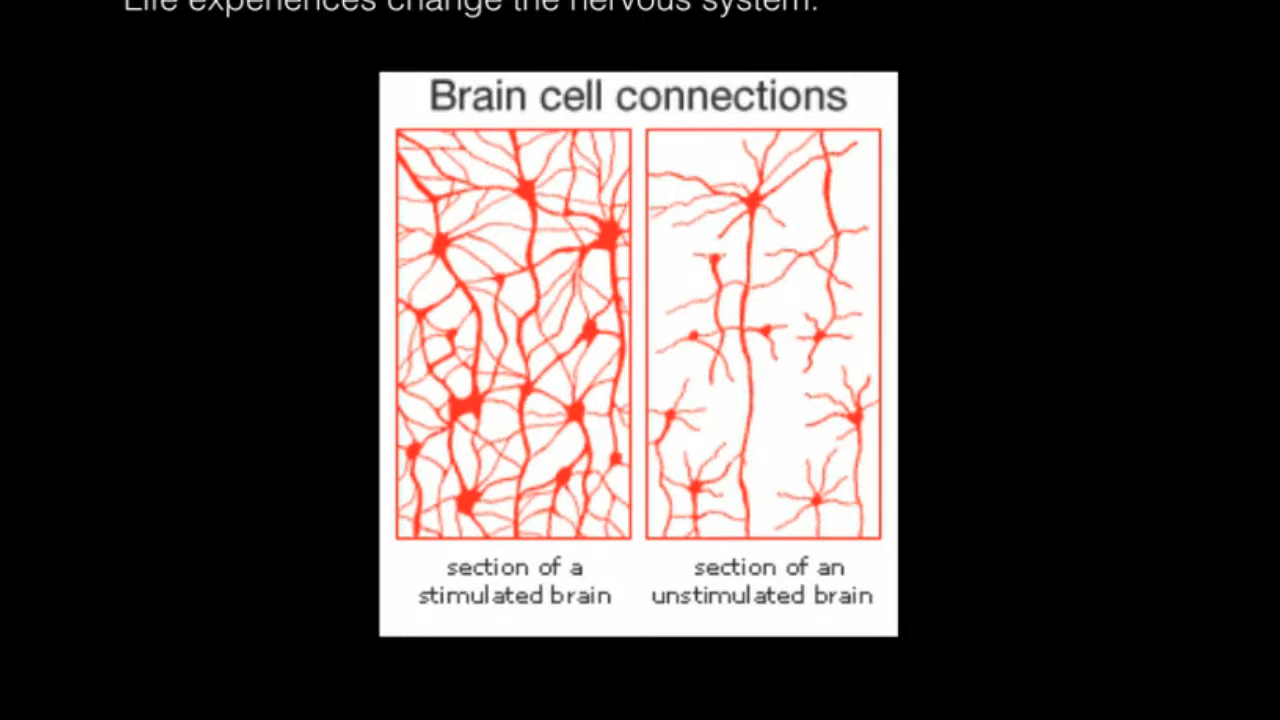 Life experiences change the nervous system.
Brain cell connections
section of a
stimulated brain
section of an
unstimulated brain